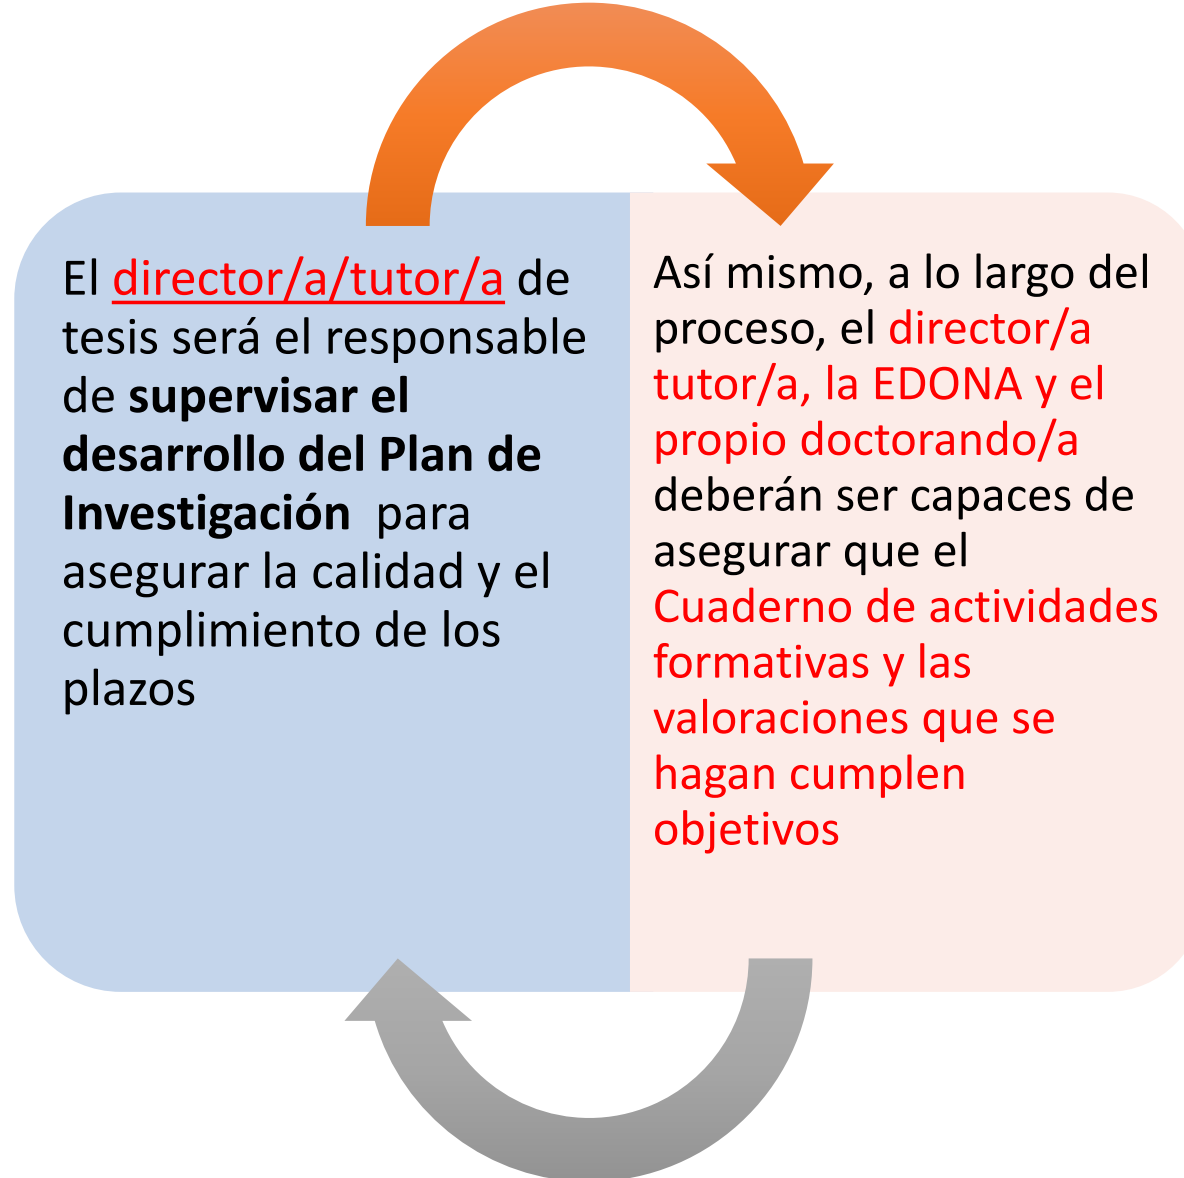 El director/a/tutor/a de
tesis será el responsable
de supervisar el
desarrollo del Plan de
Investigación para
asegurar la calidad y el
cumplimiento de los
plazos
Así mismo, a lo largo del
proceso, el director/a
tutor/a, la EDONA y el
propio doctorando/a
deberán ser capaces de
asegurar que el
Cuaderno de actividades
formativas y las
valoraciones que se
hagan cumplen
objetivos